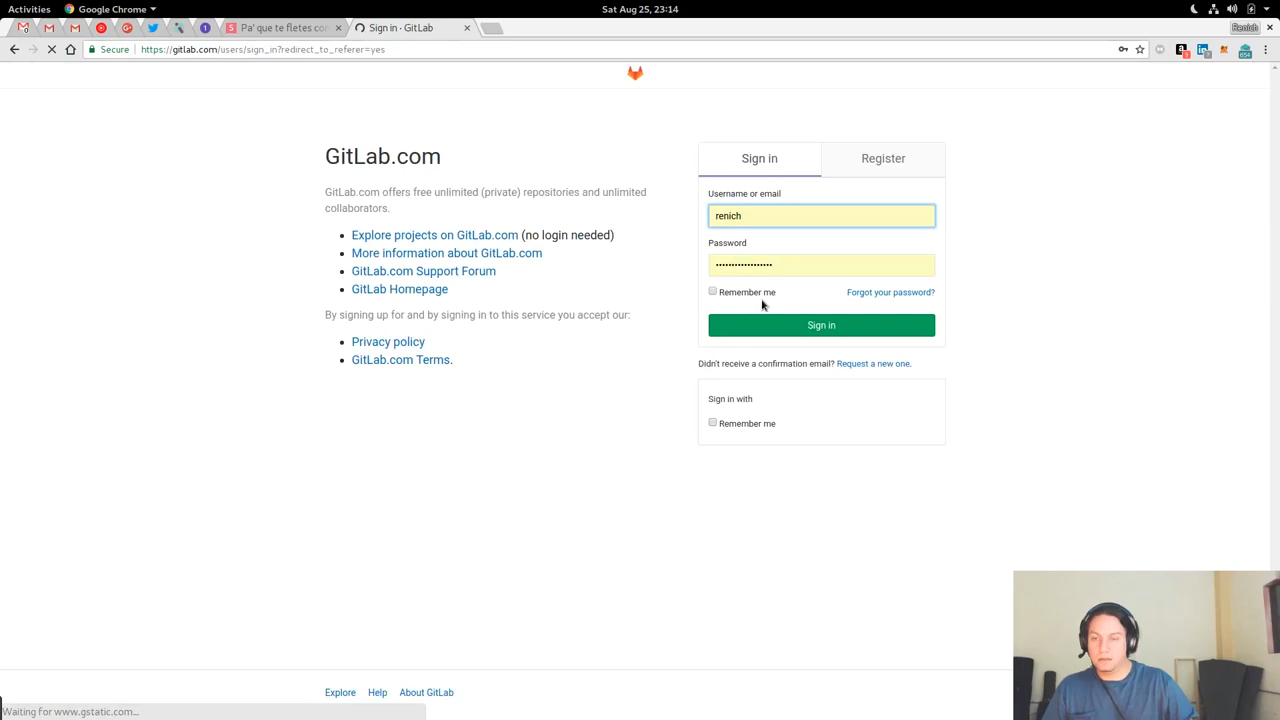 Activities
Google Chrome
Sat Aug 25, 23:14
Pa' que te fletes con
Sign in · GitLab
Renich
Secure
https://gitlab.com/users/sign_in?redirect_to_referer=yes
GitLab.com
GitLab.com offers free unlimited (private) repositories and unlimited
collaborators.
Explore projects on GitLab.com (no login needed)
More information about GitLab.com
GitLab.com Support Forum
GitLab Homepage
By signing up for and by signing in to this service you accept our:
Privacy policy
GitLab.com Terms.
Sign in
Register
Username or email
renich
Password
••••••••••••••••••
Remember me
Forgot your password?
Sign in
Didn't receive a confirmation email? Request a new one.
Sign in with
Remember me
Explore
Help
About GitLab
Waiting for www.gstatic.com...